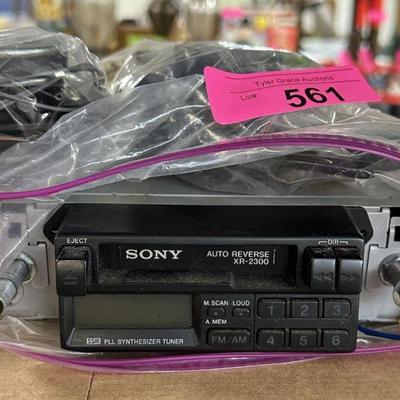 Tyler Grace Auctions
Lot#: 561
EJECT
SONY
AUTO REVERSE
XR-2300
DIR
M.SCAN LOUD
A.MEM
1 2 3
SSIR PLL SYNTHESIZER TUNER
FM/AM
4 5 6